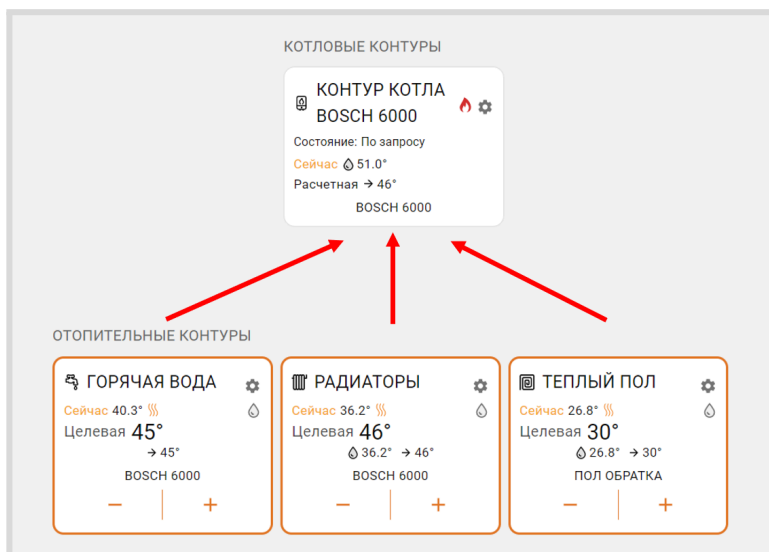 КОТЛОВЫЕ КОНТУРЫ
КОНТУР КОТЛА
BOSCH 6000
Состояние: По запросу
Сейчас 51.0°
Расчетная → 46°
BOSCH 6000
ОТОПИТЕЛЬНЫЕ КОНТУРЫ
ГОРЯЧАЯ ВОДА
Сейчас 40.3°
Целевая 45°
→ 45°
BOSCH 6000
− +
РАДИАТОРЫ
Сейчас 36.2°
Целевая 46°
36.2° → 46°
BOSCH 6000
− +
ТЕПЛЫЙ ПОЛ
Сейчас 26.8°
Целевая 30°
26.8° → 30°
ПОЛ ОБРАТКА
− +